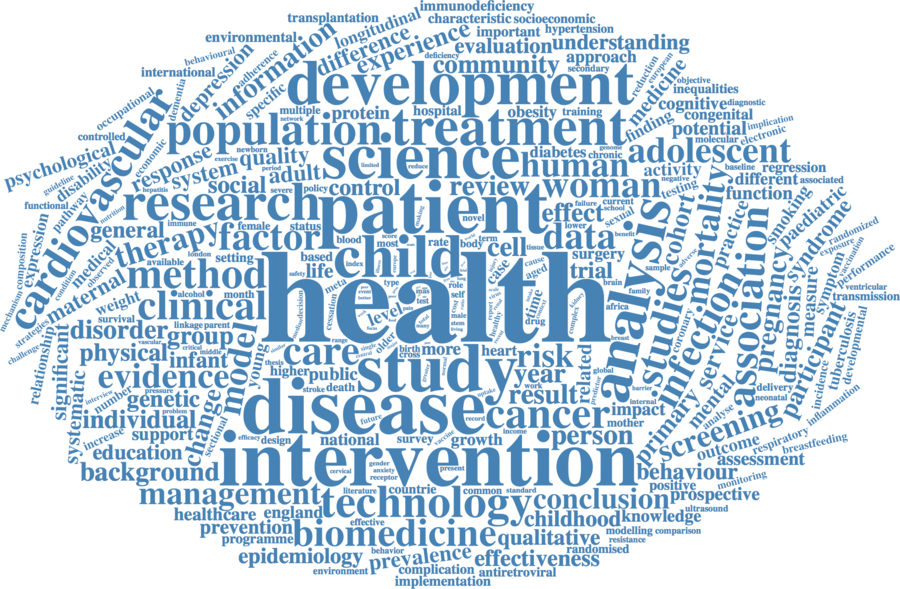 immunodeficiency
transplantation
characteristic socioeconomic
longitudinal
environmental
information
difference
experience
important
hypertension
behavioural
adherence
deficiency
evaluation
understanding
international
depression
specific
community
secondary
approach
reduction
european
medicine
objective
inequalities
dementia
development
occupational
multiple
protein
hospital
obesity
training
cognitive
diagnostic
network
congenital
controlled
cardiovascular
economic
population
treatment
finding
potential
implication
molecular
electronic
psychological
response
newborn
quality
science
diabetes
genome
chronic
adolescent
guideline
disability
hepatitis
system
exercise
period
adult
limited
reduce
human
activity
baseline
regression
functional
pathway
nutrition
social
severe
policy
control
review
woman
negative
testing
different
associated
research
patient
failure
current
school
function
expression
immune
female
status
making
novel
effect
lower
sexual
cohort
mortality
smoking
paediatric
general
therapy
factor
blood
score
most
rate
body
term
cell
tissue
data
benefit
analysis
practice
syndrome
randomized
mechanism
composition
medical
available
london
setting
based
child
case
cause
surgery
adverse
exposure
vaccination
condition
observed
method
safety
life
index
europe
aged
trial
sample
measure
symptom
performance
maternal
meta
type
role
brain
studies
infection
pregnancy
ventricular
strategies
weight
alcohol
month
decision
health
self
time
family
association
diagnosis
transmission
challenge
survival
clinical
level
test
drug
complex
kidney
africa
coronary
participant
disorder
linkage
parent
older
male
stem
living
breast
service
tuberculosis
developmental
relationship
significant
vascular
group
model
range
birth
cross
more
heart
risk
related
global
primary
incidence
physical
critical
middle
infant
young
thesis
care
single
central
study
year
predictor
mental
delivery
inflammation
evidence
higher
public
uptake
work
barrier
neonatal
systematic
interview
pressure
number
genetic
change
stroke
death
disease
greater
normal
result
internal
impact
analyse
individual
problem
future
record
cancer
mother
screening
respiratory
breastfeeding
increase
support
sectional
efficacy
design
national
survey
vaccine
growth
income
person
outcome
education
intervention
assessment
background
cervical
gender
anxiety
receptor
present
behaviour
monitoring
management
literature
countrie
common
standard
positive
prospective
technology
conclusion
ultrasound
healthcare
england
childhood
knowledge
prevention
effective
biomedicine
qualitative
modelling
comparison
programme
resistance
epidemiology
behavior
prevalence
effectiveness
randomised
environment
complication
antiretroviral
implementation